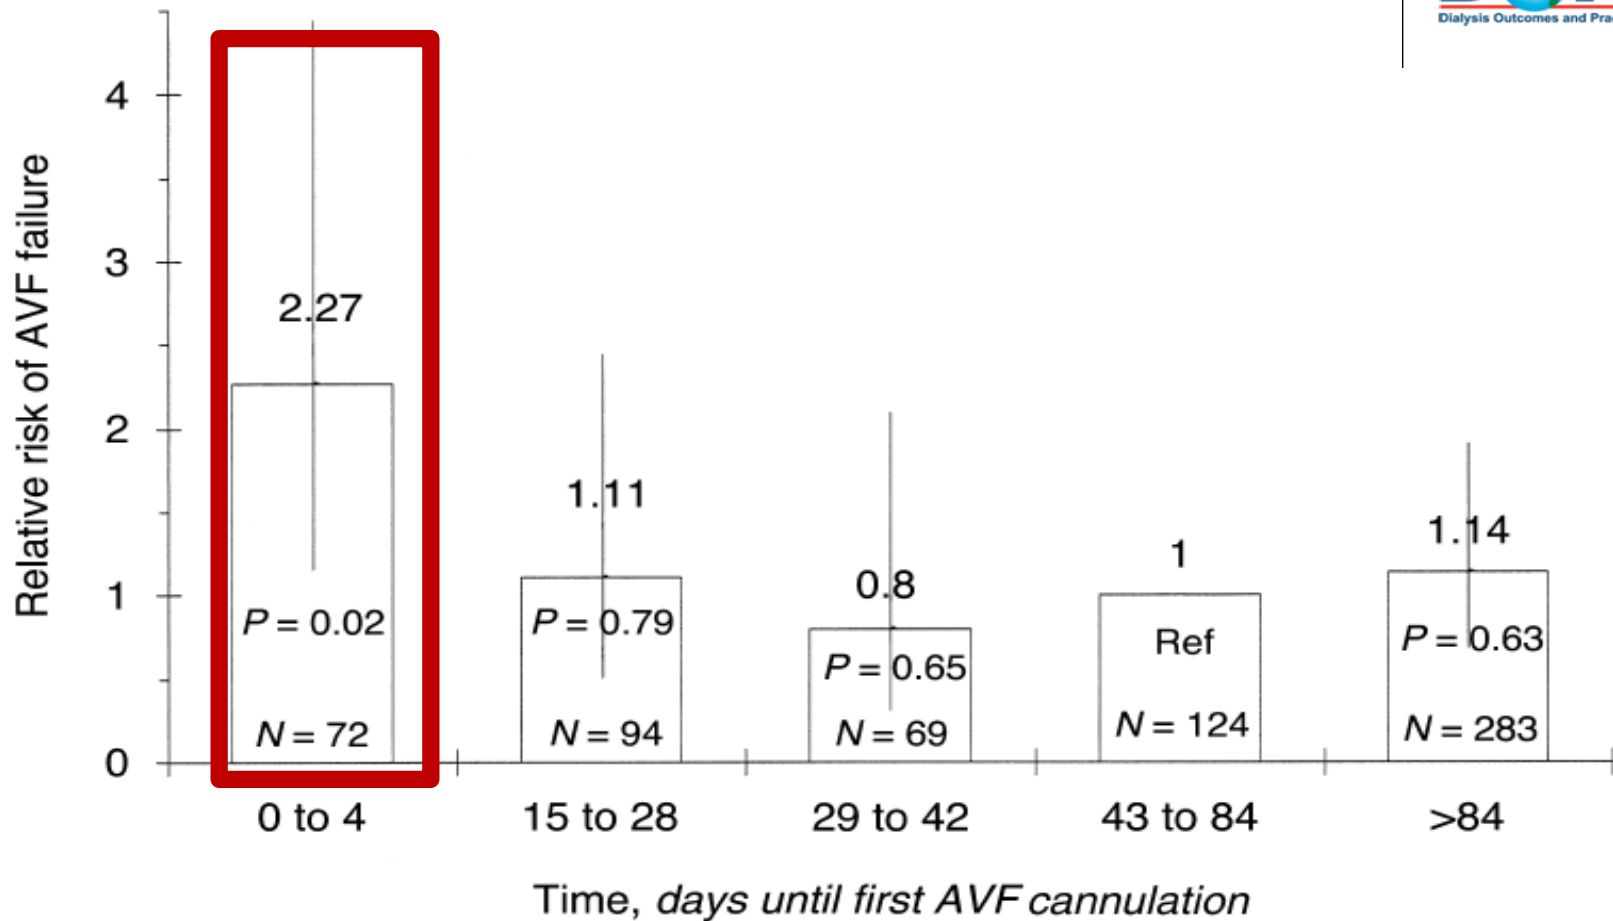 Dialysis Outcomes and
4
3
2
1
0
Relative risk of AVF failure
2.27
P = 0.02
N = 72
1.11
P = 0.79
N = 94
0.8
P = 0.65
N = 69
1
Ref
N = 124
1.14
P = 0.63
N = 283
0 to 4
15 to 28
29 to 42
43 to 84
>84
Time, days until first AVF cannulation